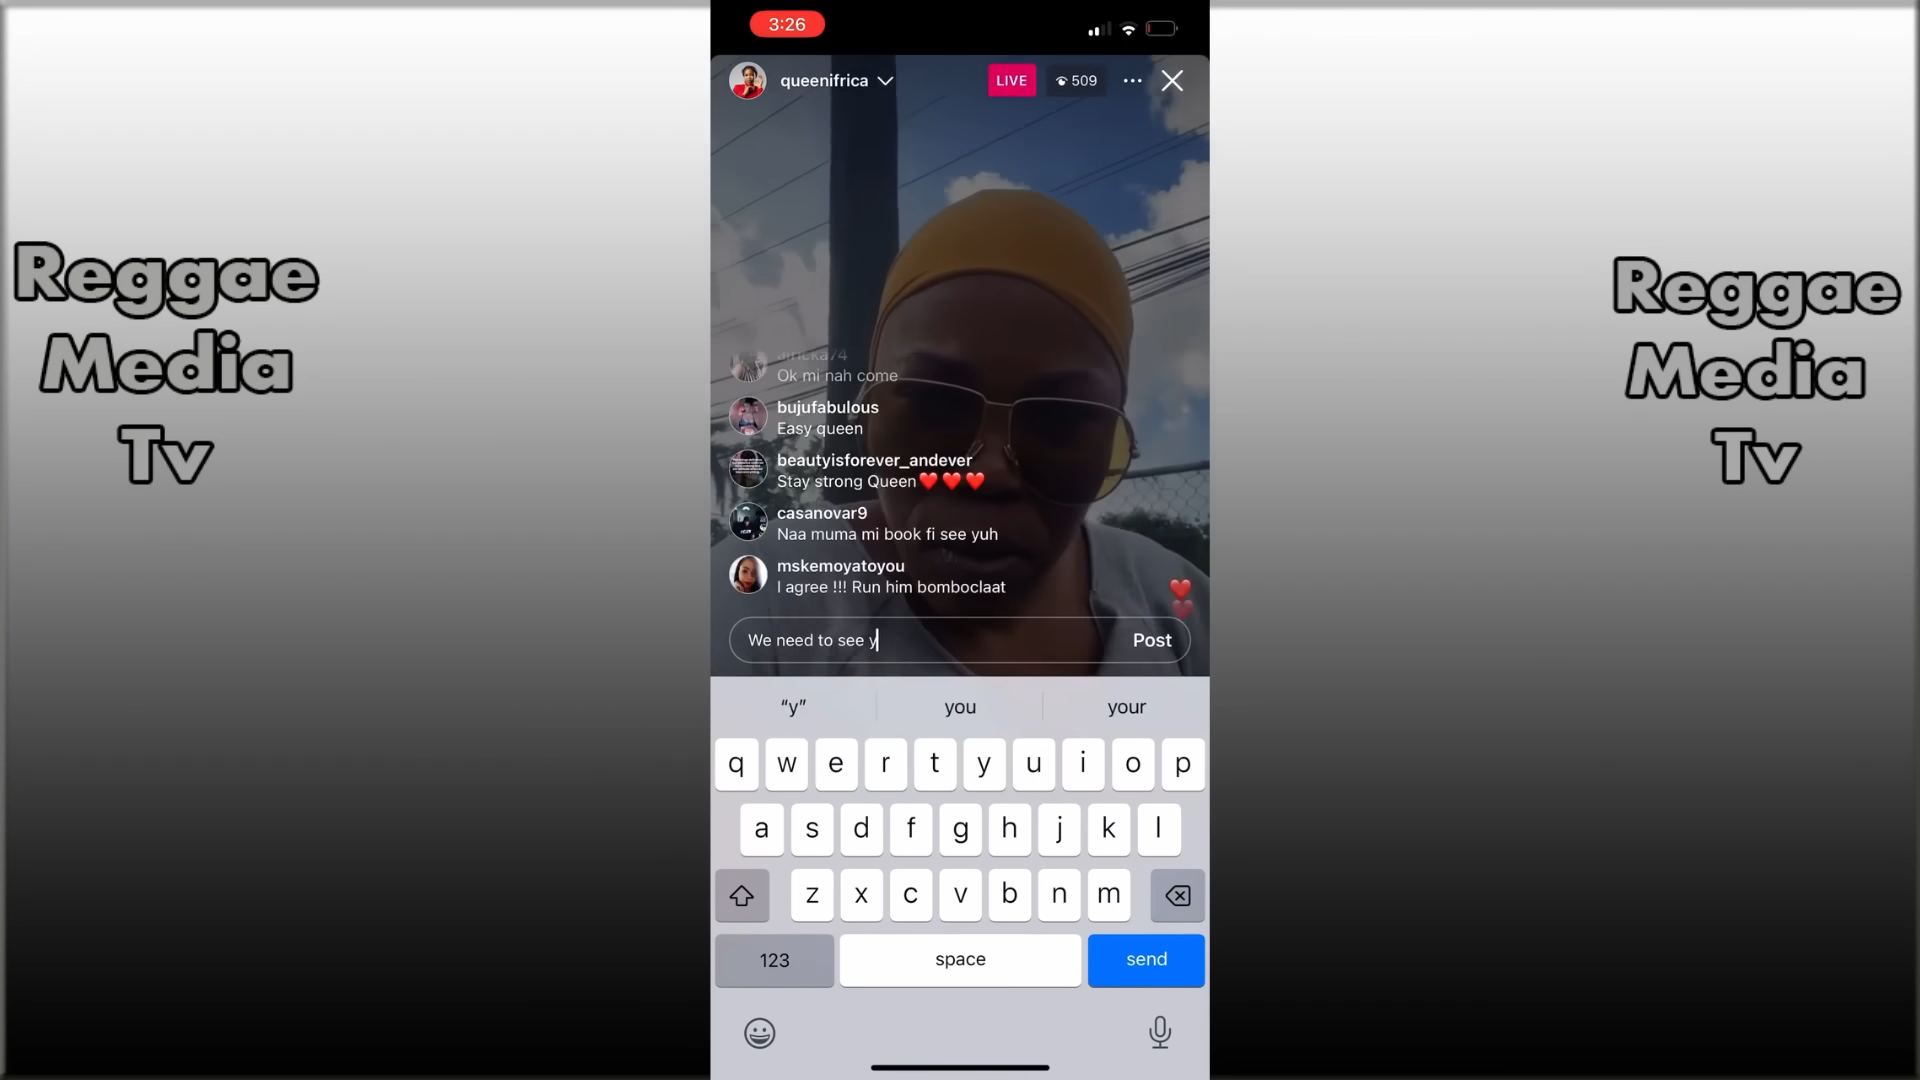 3:26
queenifrica
LIVE
509
Reggae
Media
Tv
Reggae
Media
Tv
Ok mi nah come
bujufabulous
Easy queen
beautyisforever_andever
Stay strong Queen❤️❤️❤️
casanovar9
Naa muma mi book fi see yuh
mskemoyatoyou
I agree !!! Run him bomboclaat
We need to see y
Post
“y”
you
your
q w e r t y u i o p
a s d f g h j k l
z x c v b n m
123
space
send